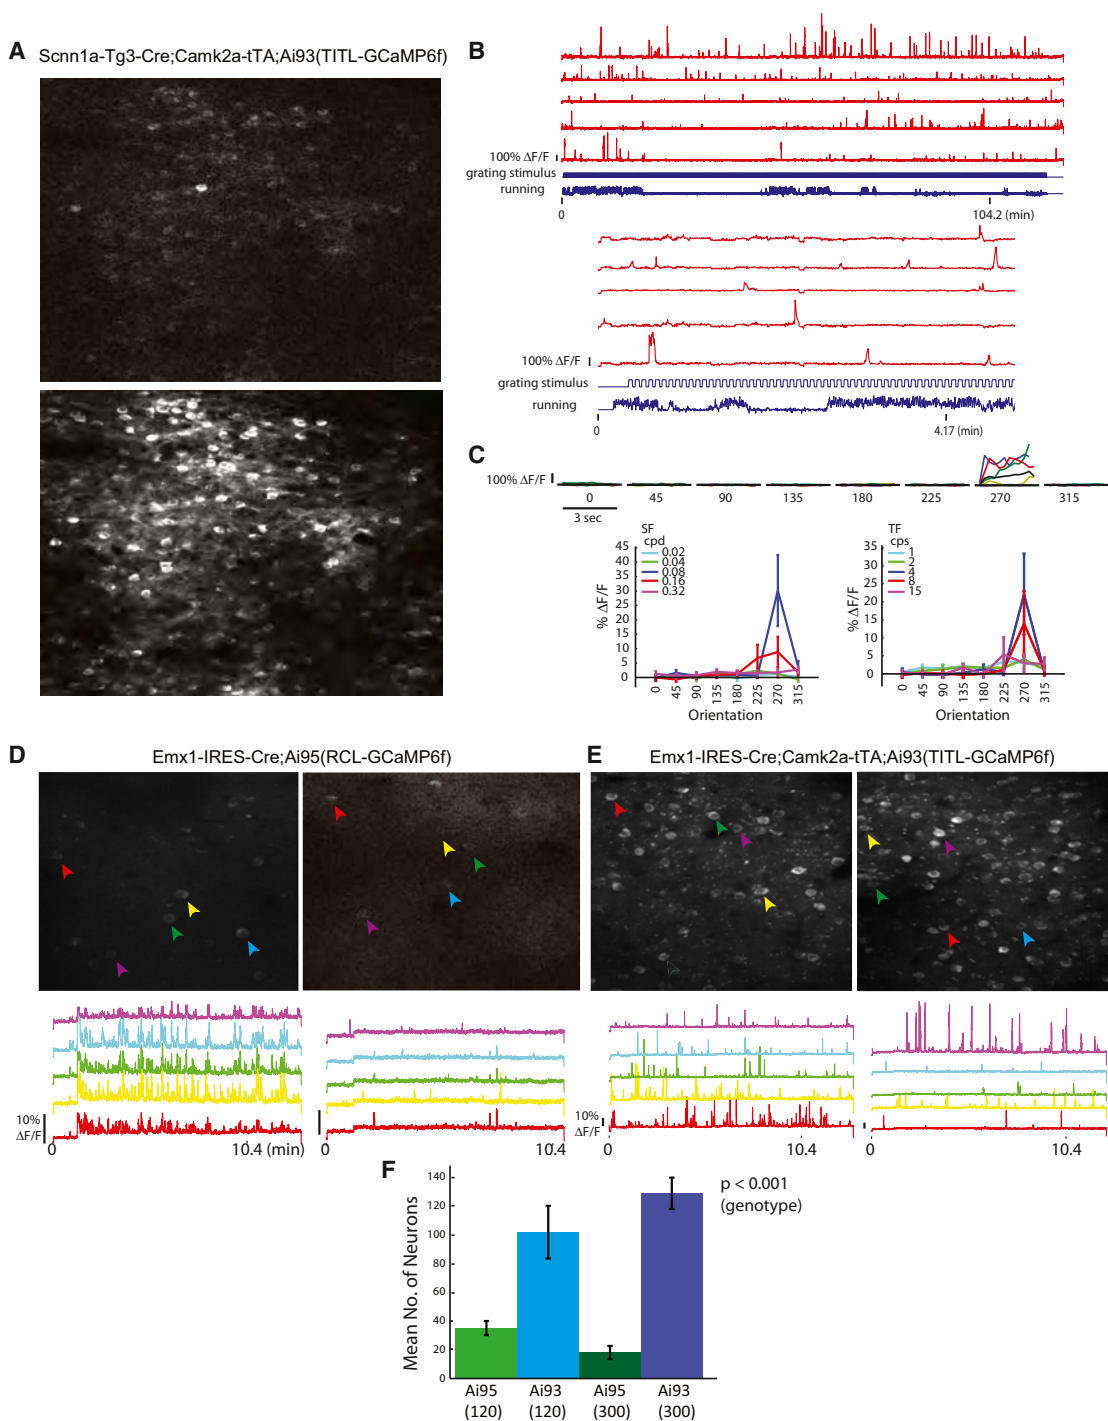 A
Scnn1a-Tg3-Cre;Camk2a-tTA;Ai93(TITL-GCaMP6f)
B
100% ΔF/F
grating stimulus
running
0
104.2 (min)
100% ΔF/F
grating stimulus
running
0
4.17 (min)
C
100% ΔF/F
0 45 90 135 180 225 270 315
3 sec
SF
cpd
0.02
0.04
0.08
0.16
0.32
% ΔF/F
45
40
35
30
25
20
15
10
5
0
0 45 90 135 180 225 270 315
Orientation
TF
cps
1
2
4
8
15
% ΔF/F
35
30
25
20
15
10
5
0
0 45 90 135 180 225 270 315
Orientation
D
Emx1-IRES-Cre;Ai95(RCL-GCaMP6f)
10%
ΔF/F
0
10.4 (min)
0
10.4
E
Emx1-IRES-Cre;Camk2a-tTA;Ai93(TITL-GCaMP6f)
10%
ΔF/F
0
10.4
0
10.4
F
Mean No. of Neurons
140
120
100
80
60
40
20
0
p < 0.001
(genotype)
Ai95 Ai93 Ai95 Ai93
(120) (120) (300) (300)